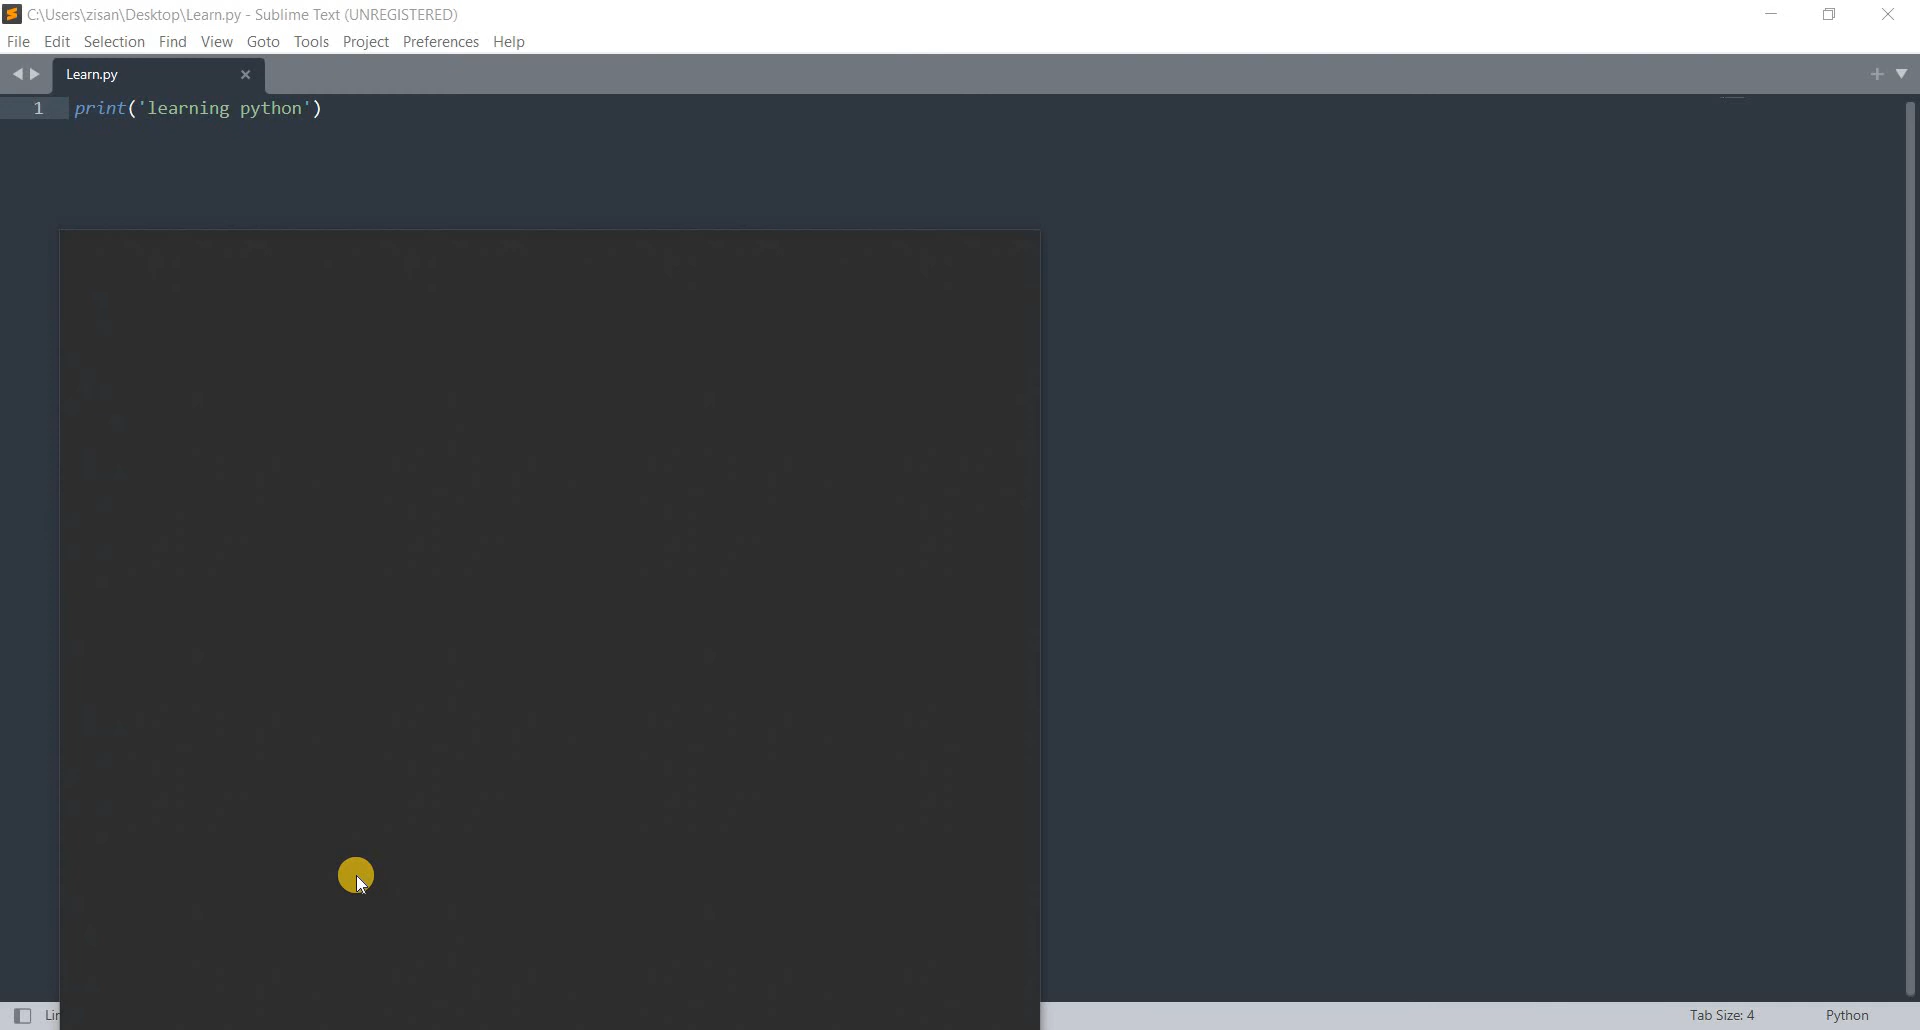 C:\Users\zisan\Desktop\Learn.py - Sublime Text (UNREGISTERED)
File Edit Selection Find View Goto Tools Project Preferences Help
Learn.py
1 print('learning python')
Tab Size: 4 Python